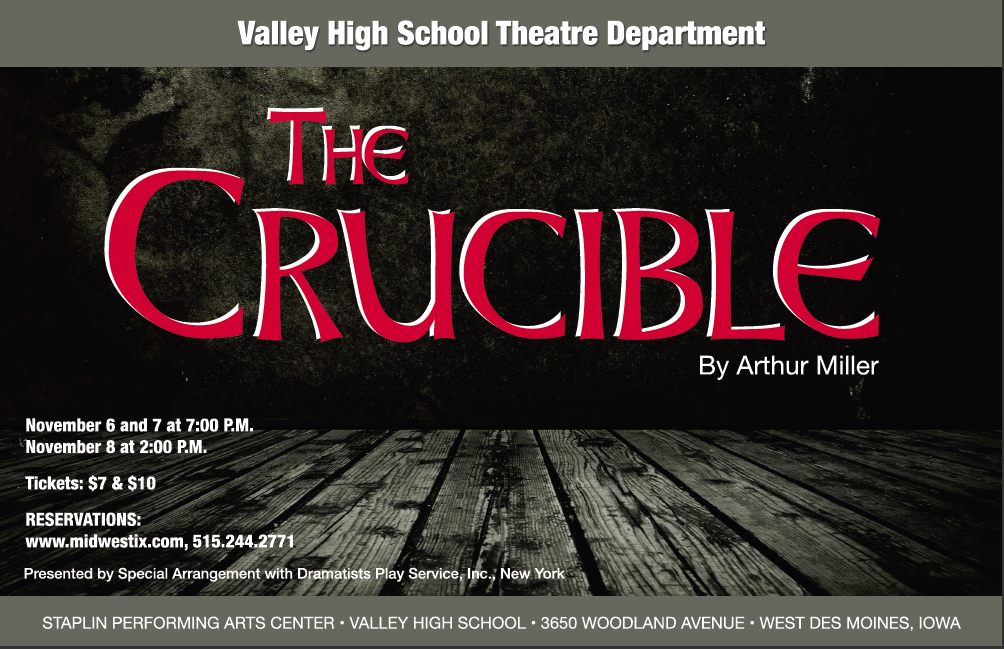 Valley High School Theatre Department
THE
CRUCIBLE
By Arthur Miller
November 6 and 7 at 7:00 P.M.
November 8 at 2:00 P.M.
Tickets: $7 & $10
RESERVATIONS:
www.midwestix.com, 515.244.2771
Presented by Special Arrangement with Dramatists Play Service, Inc., New York
STAPLIN PERFORMING ARTS CENTER • VALLEY HIGH SCHOOL • 3650 WOODLAND AVENUE • WEST DES MOINES, IOWA